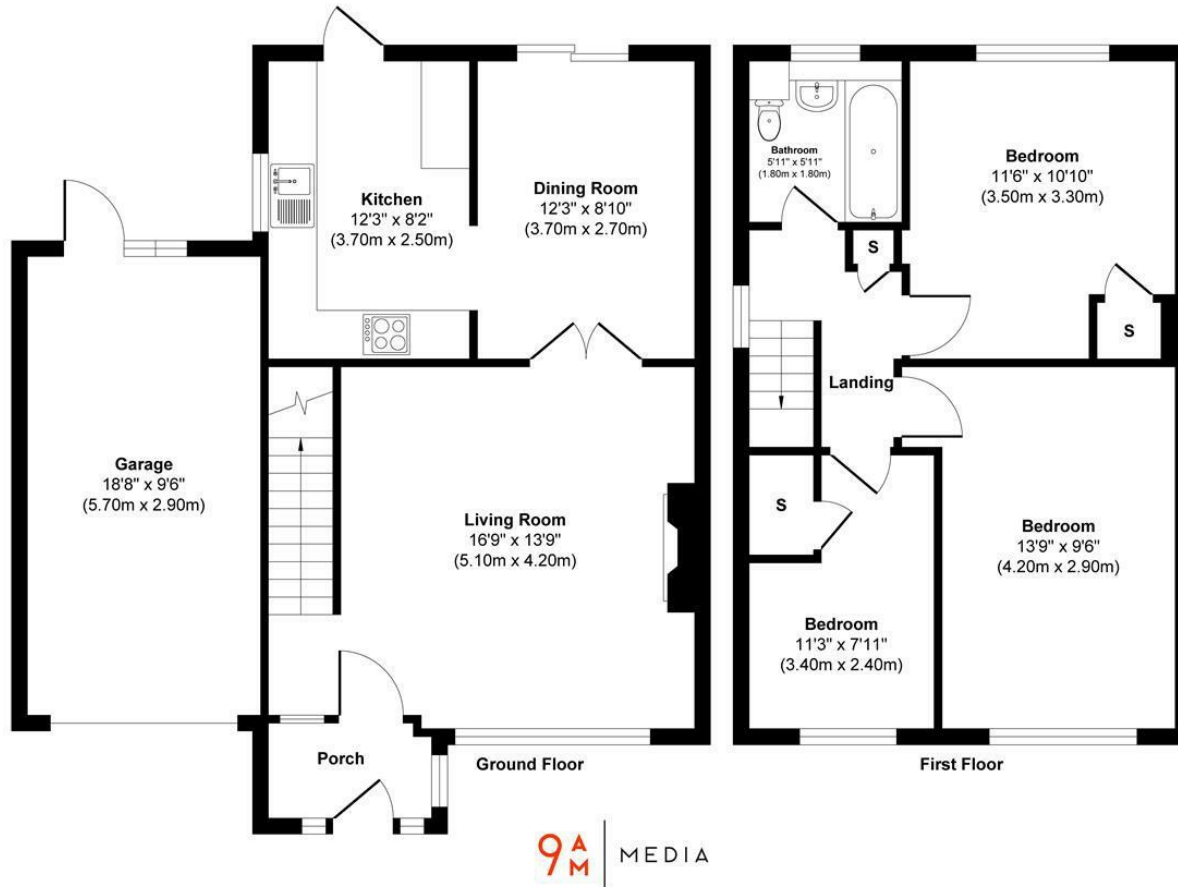 Kitchen
12'3" x 8'2"
(3.70m x 2.50m)
Dining Room
12'3" x 8'10"
(3.70m x 2.70m)
Garage
18'8" x 9'6"
(5.70m x 2.90m)
Living Room
16'9" x 13'9"
(5.10m x 4.20m)
Porch
Ground Floor
Bathroom
5'11" x 5'11"
(1.80m x 1.80m)
Bedroom
11'6" x 10'10"
(3.50m x 3.30m)
S
S
Landing
S
Bedroom
13'9" x 9'6"
(4.20m x 2.90m)
Bedroom
11'3" x 7'11"
(3.40m x 2.40m)
First Floor
9AM MEDIA